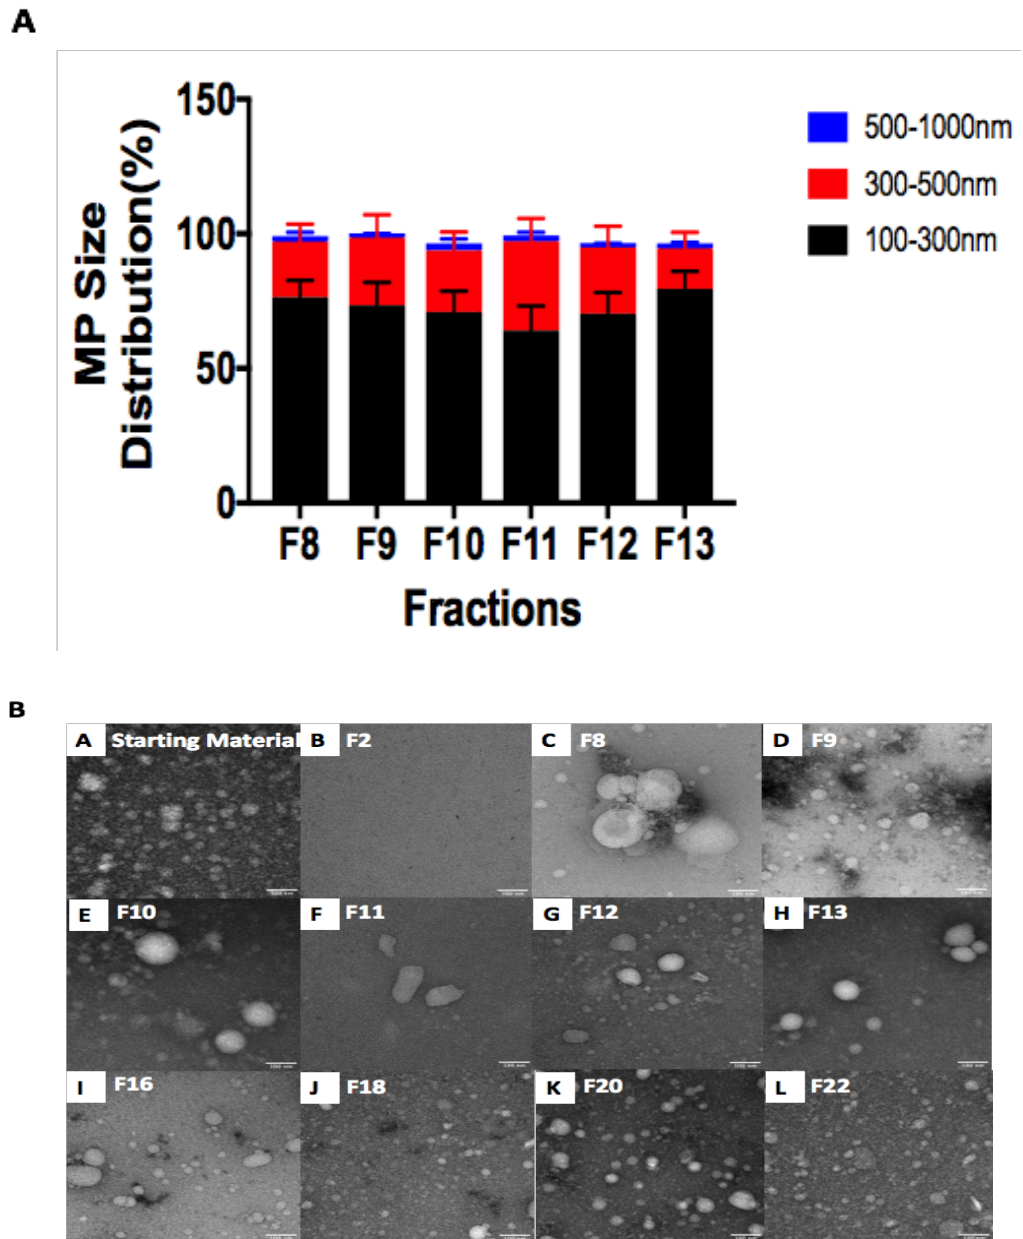 A
150
100
50
0
MP Size
Distribution(%)
500-1000nm
300-500nm
100-300nm
F8 F9 F10 F11 F12 F13
Fractions
B
A Starting Material B F2 C F8 D F9
E F10 F F11 G F12 H F13
I F16 J F18 K F20 L F22